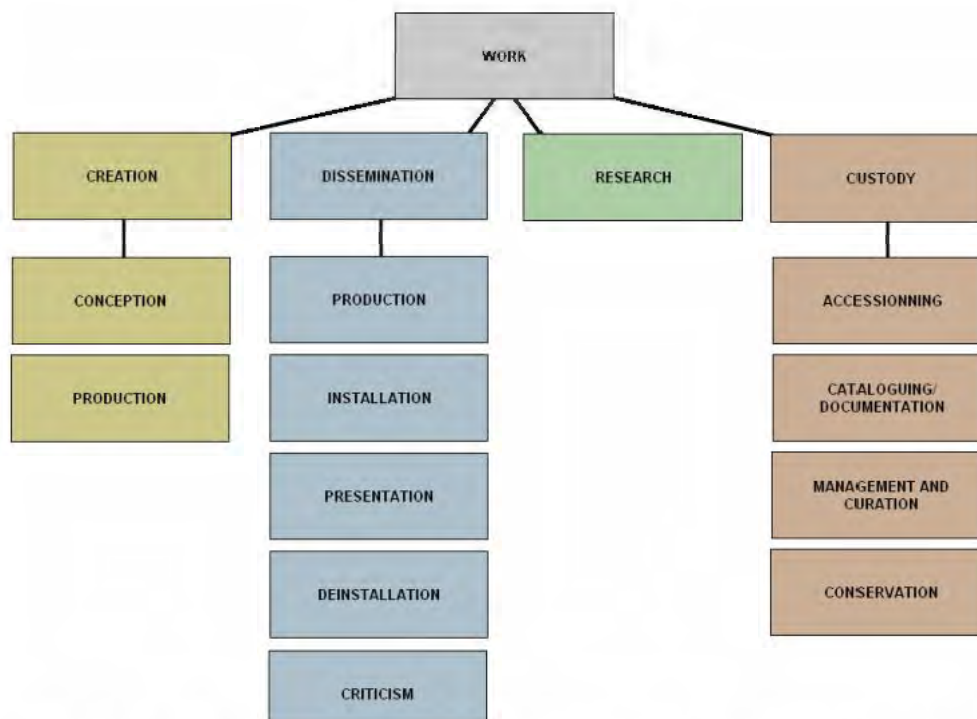 WORK
CREATION
DISSEMINATION
RESEARCH
CUSTODY
CONCEPTION
PRODUCTION
ACCESSIONNING
PRODUCTION
INSTALLATION
CATALOGUING/
DOCUMENTATION
PRESENTATION
MANAGEMENT AND
CURATION
DEINSTALLATION
CONSERVATION
CRITICISM